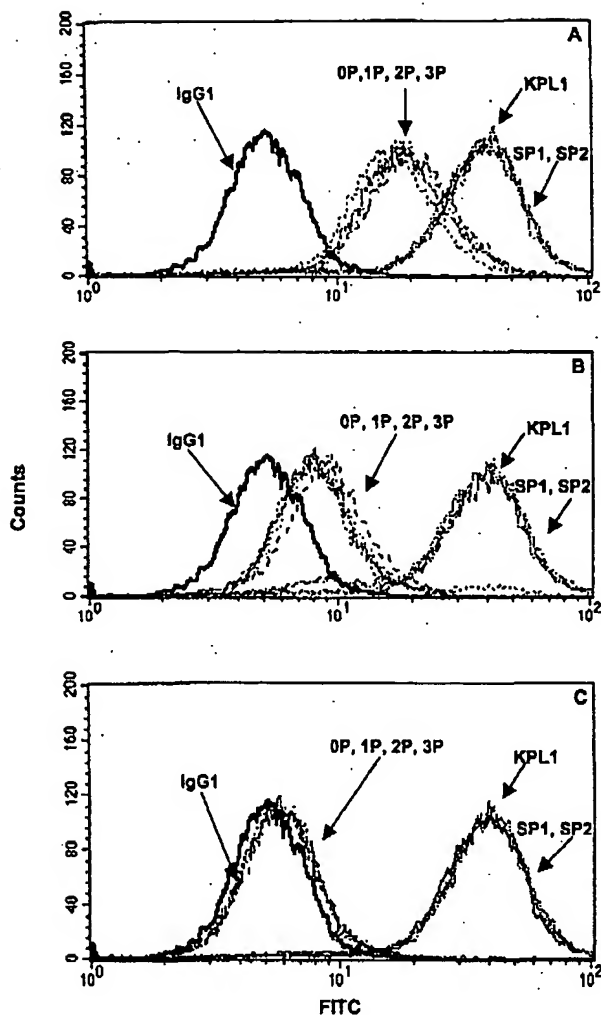 A
200
160
120
80
40
0
IgG1
0P,1P, 2P, 3P
KPL1
SP1, SP2
10⁰
10¹
10²
B
200
160
120
80
40
0
IgG1
0P, 1P, 2P, 3P
KPL1
SP1, SP2
10⁰
10¹
10²
Counts
C
200
160
120
80
40
0
IgG1
0P, 1P, 2P, 3P
KPL1
SP1, SP2
10⁰
10¹
10²
FITC